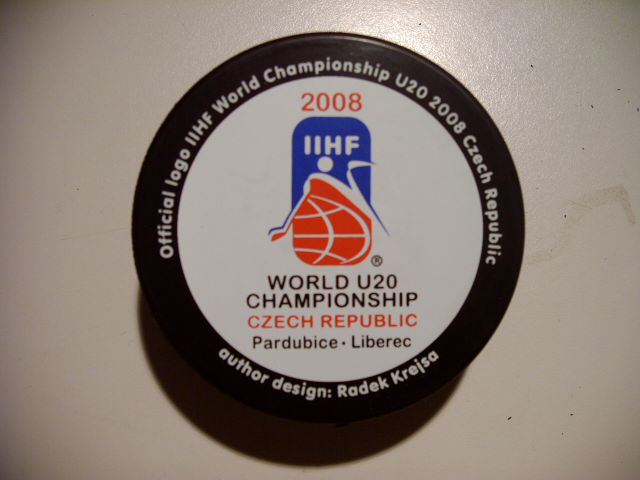 Official logo IIHF World Championship U20 2008 Czech Republic
2008
IIHF
®
WORLD U20
CHAMPIONSHIP
CZECH REPUBLIC
Pardubice · Liberec
author design: Radek Krejsa